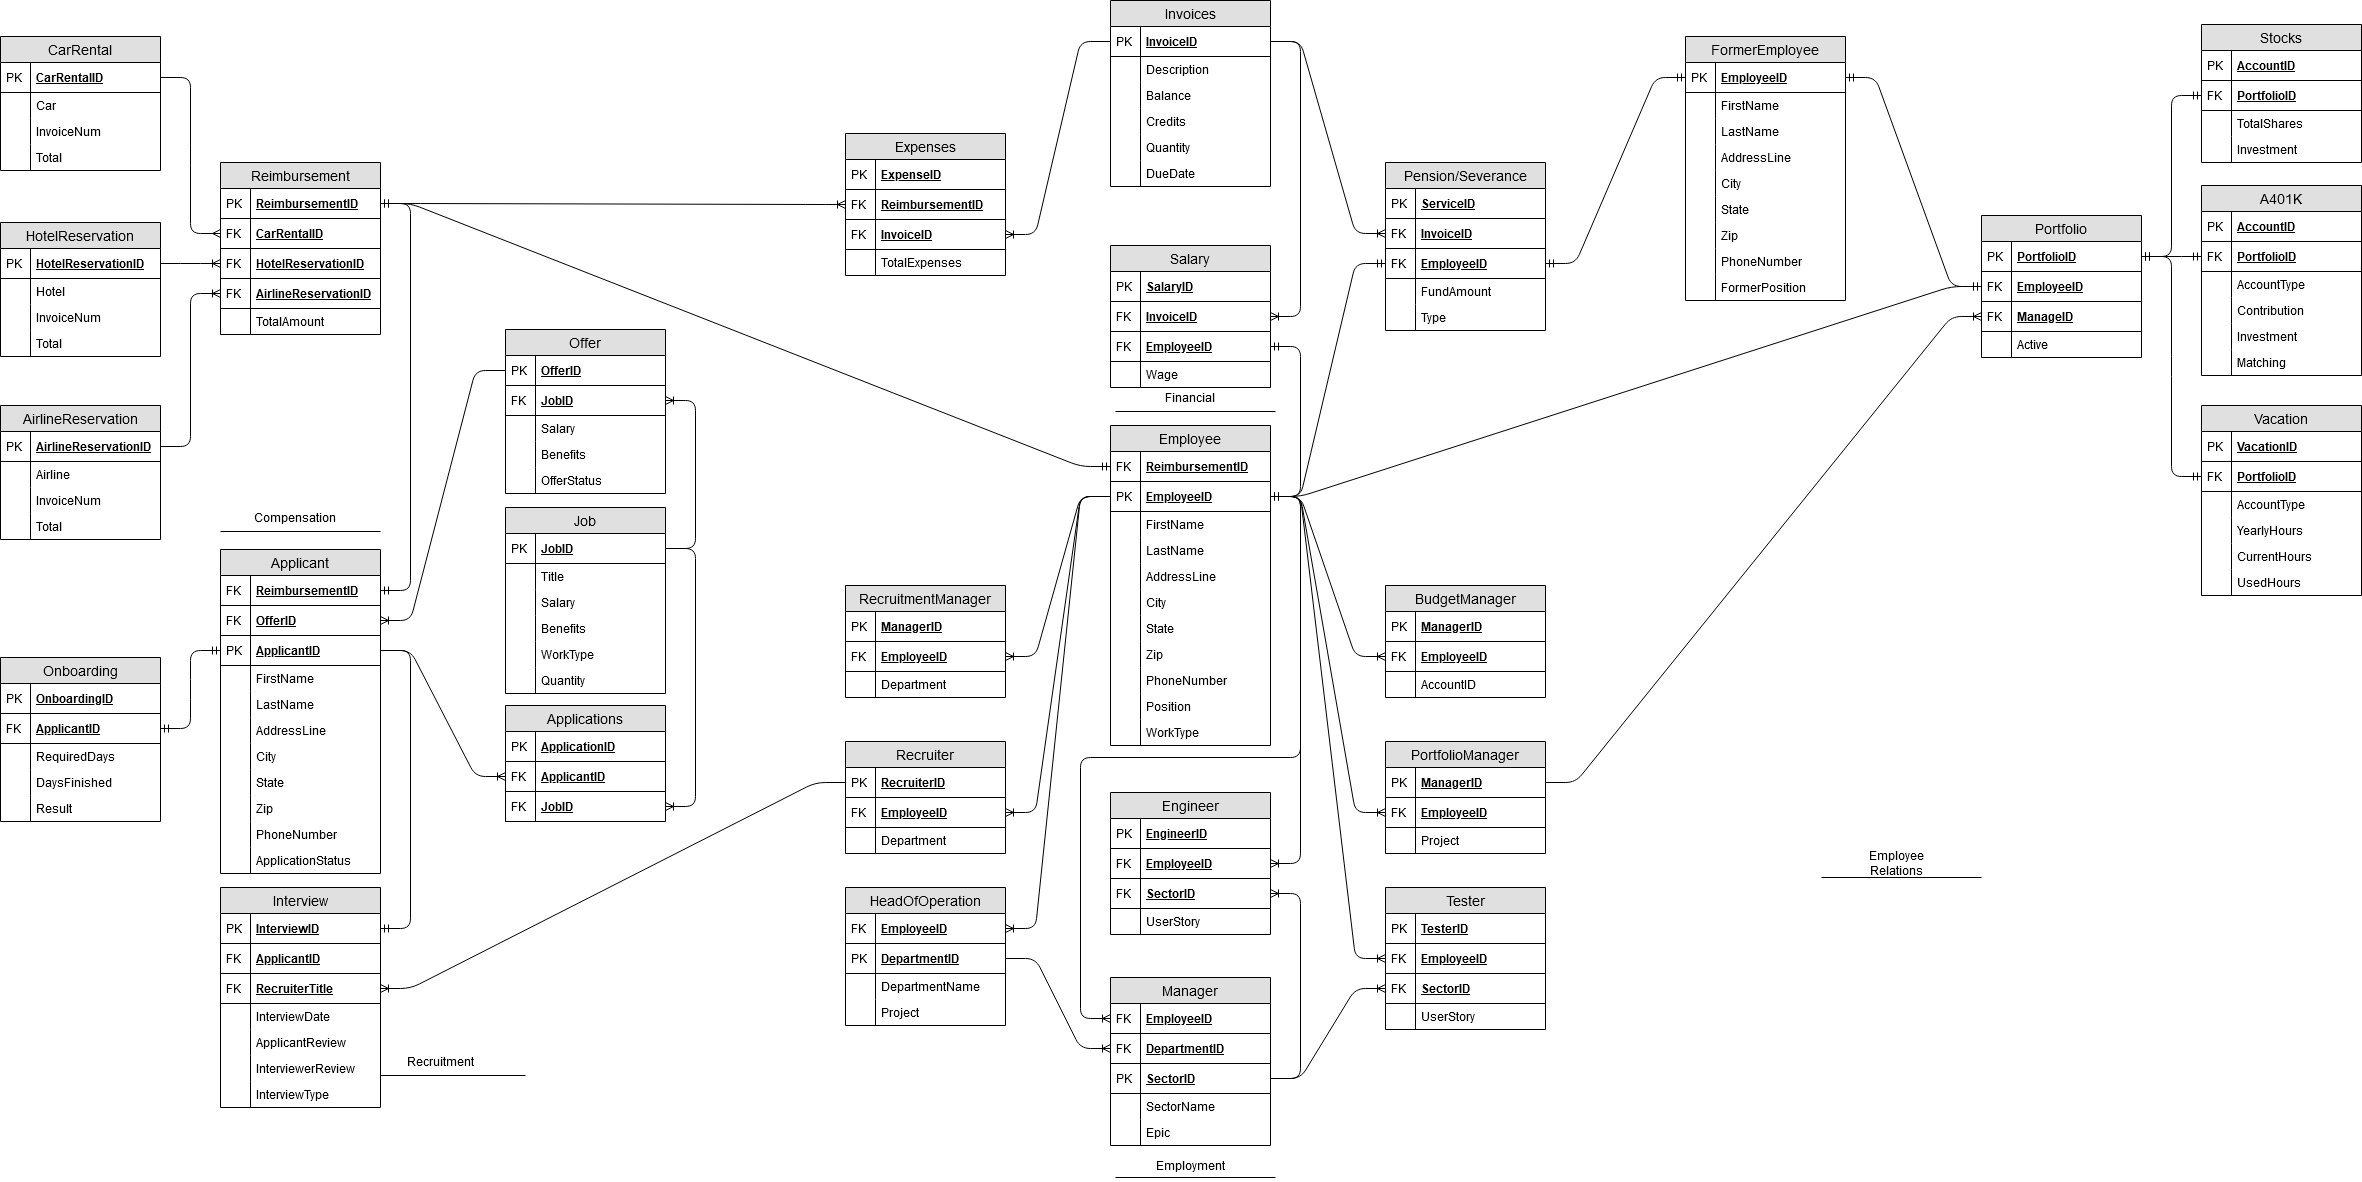 CarRental
PK CarRentalID
Car
InvoiceNum
Total
HotelReservation
PK HotelReservationID
Hotel
InvoiceNum
Total
AirlineReservation
PK AirlineReservationID
Airline
InvoiceNum
Total
Reimbursement
PK ReimbursementID
FK CarRentalID
FK HotelReservationID
FK AirlineReservationID
TotalAmount
Compensation
Onboarding
PK OnboardingID
FK ApplicantID
RequiredDays
DaysFinished
Result
Applicant
FK ReimbursementID
FK OfferID
PK ApplicantID
FirstName
LastName
AddressLine
City
State
Zip
PhoneNumber
ApplicationStatus
Interview
PK InterviewID
FK ApplicantID
FK RecruiterTitle
InterviewDate
ApplicantReview
InterviewerReview
InterviewType
Recruitment
Offer
PK OfferID
FK JobID
Salary
Benefits
OfferStatus
Job
PK JobID
Title
Salary
Benefits
WorkType
Quantity
Applications
PK ApplicationID
FK ApplicantID
FK JobID
Expenses
PK ExpenseID
FK ReimbursementID
FK InvoiceID
TotalExpenses
RecruitmentManager
PK ManagerID
FK EmployeeID
Department
Recruiter
PK RecruiterID
FK EmployeeID
Department
HeadOfOperation
FK EmployeeID
PK DepartmentID
DepartmentName
Project
Invoices
PK InvoiceID
Description
Balance
Credits
Quantity
DueDate
Salary
PK SalaryID
FK InvoiceID
FK EmployeeID
Wage
Financial
Employee
FK ReimbursementID
PK EmployeeID
FirstName
LastName
AddressLine
City
State
Zip
PhoneNumber
Position
WorkType
Engineer
PK EngineerID
FK EmployeeID
FK SectorID
UserStory
Manager
FK EmployeeID
FK DepartmentID
PK SectorID
SectorName
Epic
Employment
Pension/Severance
PK ServiceID
FK InvoiceID
FK EmployeeID
FundAmount
Type
BudgetManager
PK ManagerID
FK EmployeeID
AccountID
PortfolioManager
PK ManagerID
FK EmployeeID
Project
Tester
PK TesterID
FK EmployeeID
FK SectorID
UserStory
FormerEmployee
PK EmployeeID
FirstName
LastName
AddressLine
City
State
Zip
PhoneNumber
FormerPosition
Portfolio
PK PortfolioID
FK EmployeeID
FK ManageID
Active
Employee
Relations
Stocks
PK AccountID
FK PortfolioID
TotalShares
Investment
A401K
PK AccountID
FK PortfolioID
AccountType
Contribution
Investment
Matching
Vacation
PK VacationID
FK PortfolioID
AccountType
YearlyHours
CurrentHours
UsedHours